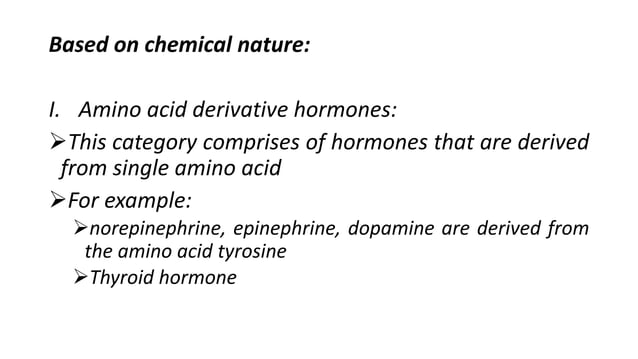 Based on chemical nature:
I. Amino acid derivative hormones:
➢This category comprises of hormones that are derived
from single amino acid
➢For example:
➢norepinephrine, epinephrine, dopamine are derived from
the amino acid tyrosine
➢Thyroid hormone